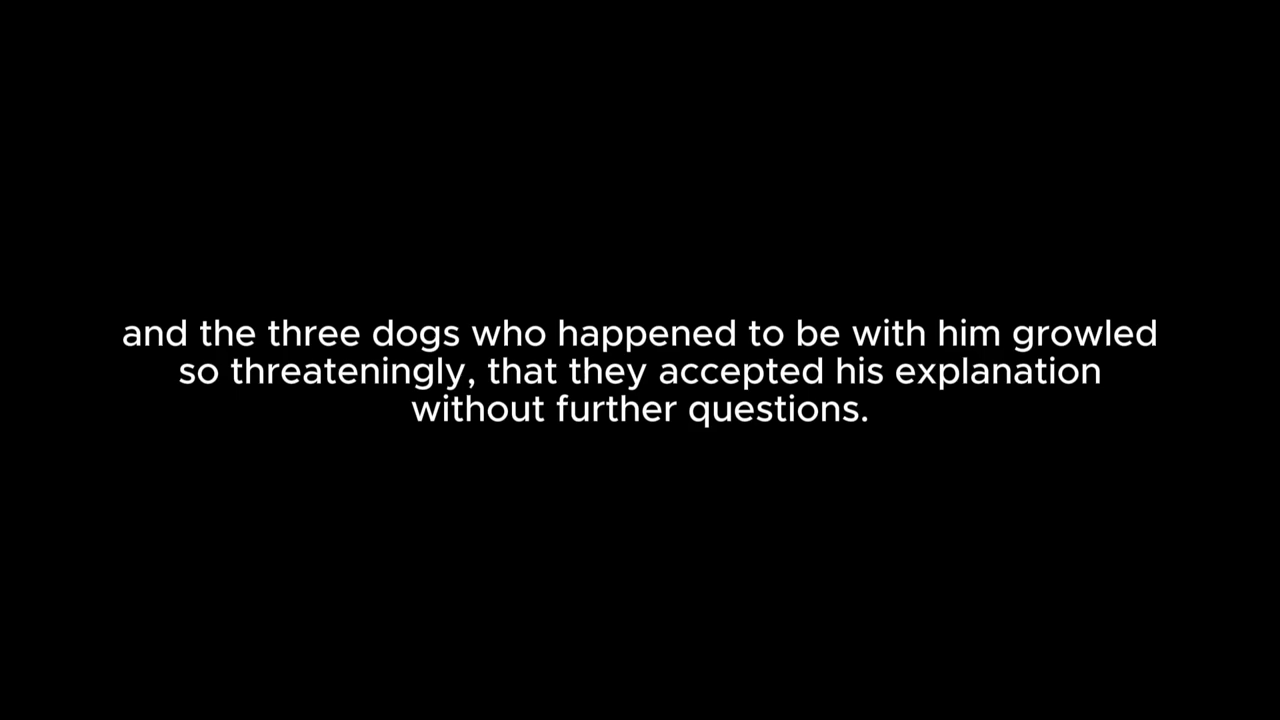 and the three dogs who happened to be with him growled
so threateningly, that they accepted his explanation
without further questions.